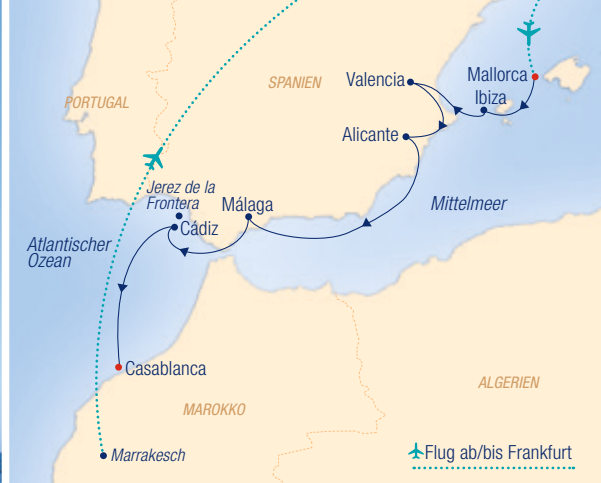 Mallorca
Valencia
Ibiza
SPANIEN
PORTUGAL
Alicante
Jerez de la
Frontera
Málaga
Mittelmeer
Cádiz
Atlantischer
Ozean
Casablanca
ALGERIEN
MAROKKO
Marrakesch
Flug ab/bis Frankfurt